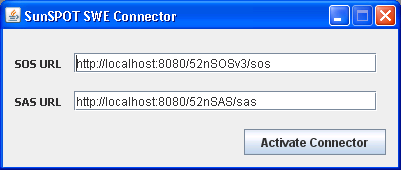 SunSPOT SWE Connector
SOS URL http://localhost:8080/52nSOSv3/sos
SAS URL http://localhost:8080/52nSAS/sas
Activate Connector